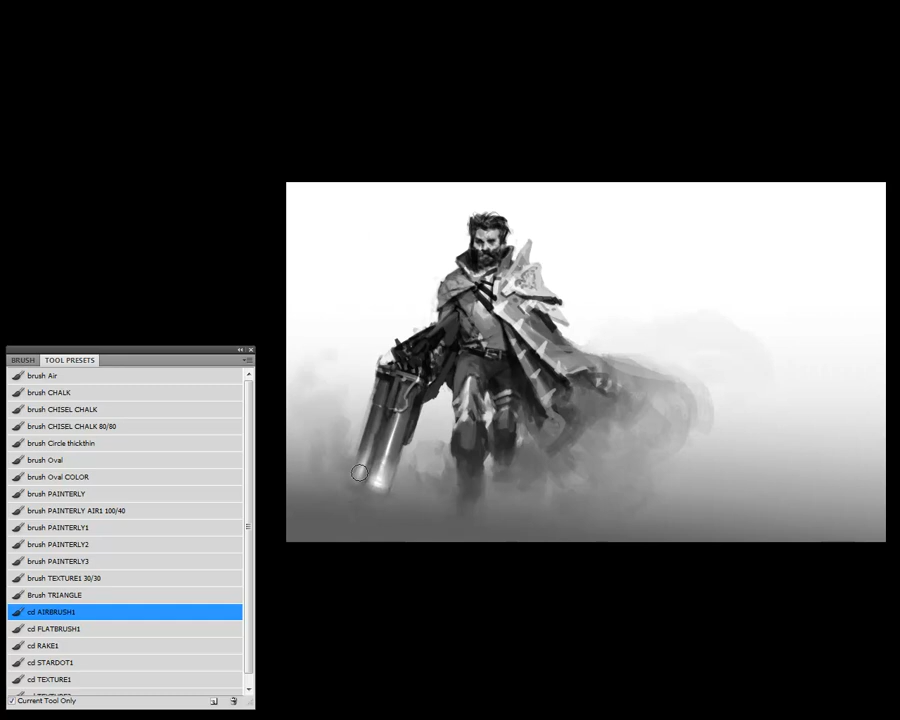 BRUSH TOOL PRESETS
brush Air
brush CHALK
brush CHISEL CHALK
brush CHISEL CHALK 80/80
brush Circle thickthin
brush Oval
brush Oval COLOR
brush PAINTERLY
brush PAINTERLY AIR1 100/40
brush PAINTERLY1
brush PAINTERLY2
brush PAINTERLY3
brush TEXTURE1 30/30
Brush TRIANGLE
cd AIRBRUSH1
cd FLATBRUSH1
cd RAKE1
cd STARDOT1
cd TEXTURE1
Current Tool Only